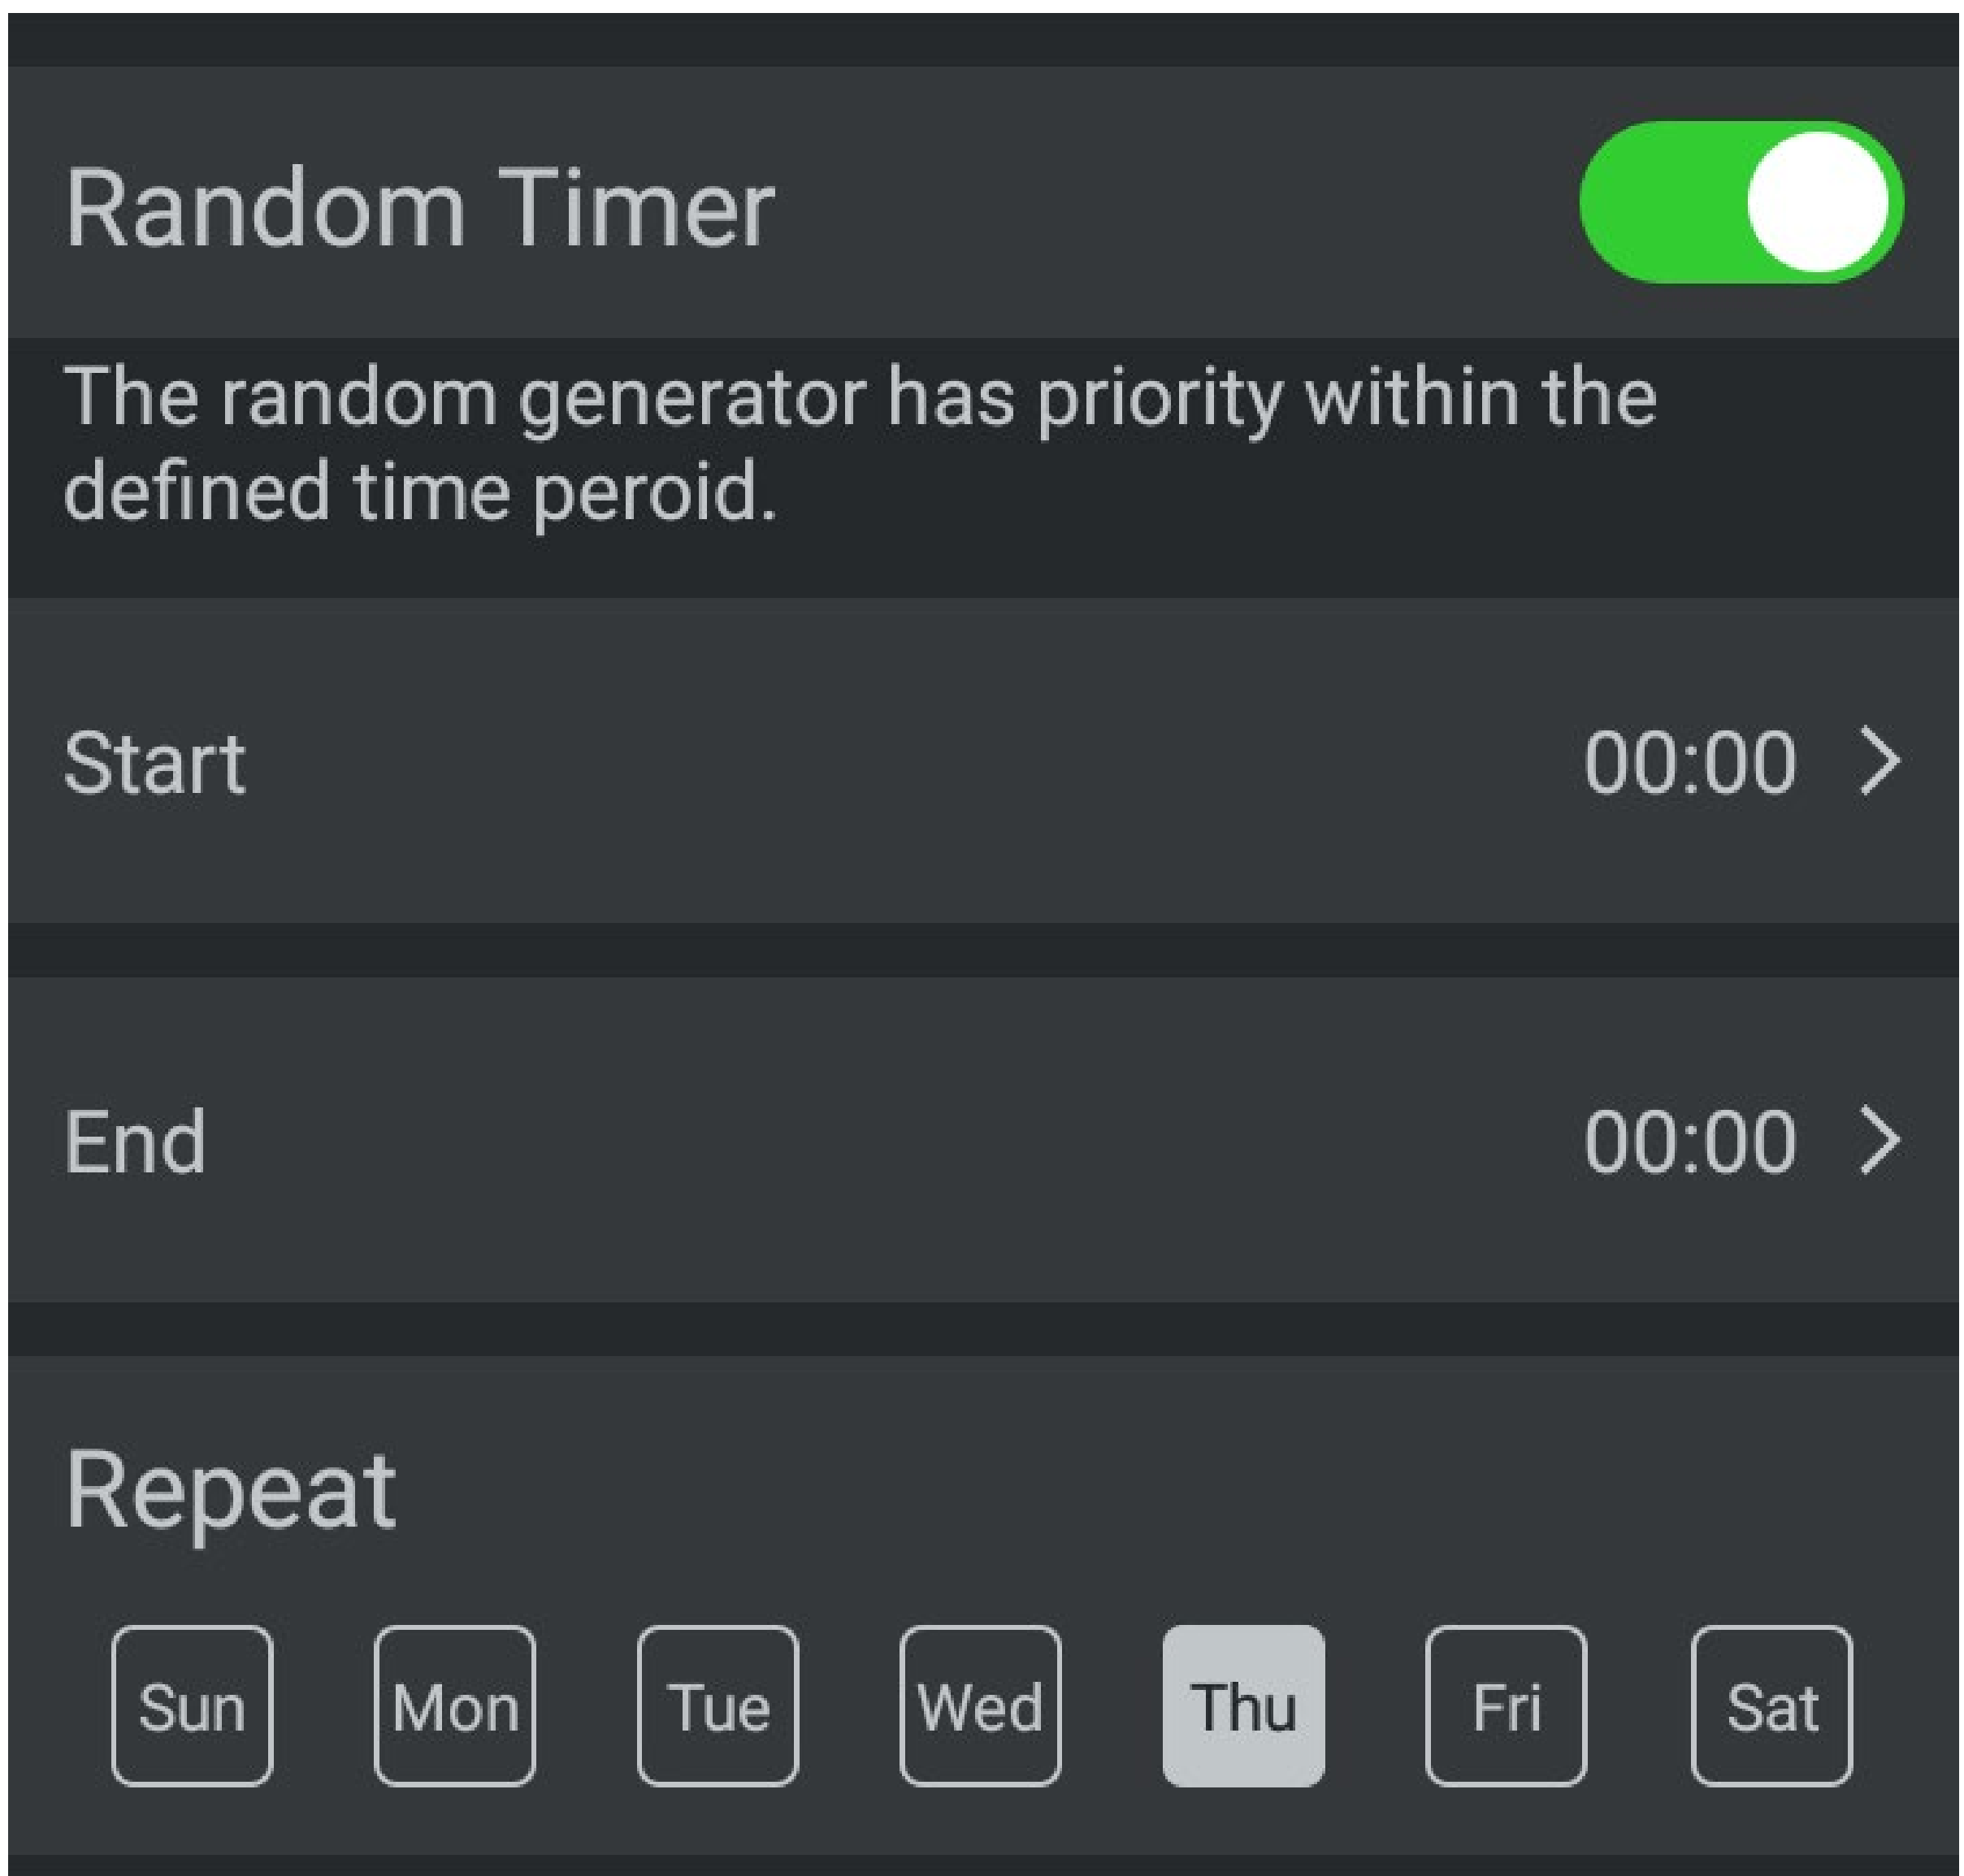 Random Timer
The random generator has priority within the
defined time peroid.
Start 00:00
End 00:00
Repeat
Sun Mon Tue Wed Thu Fri Sat